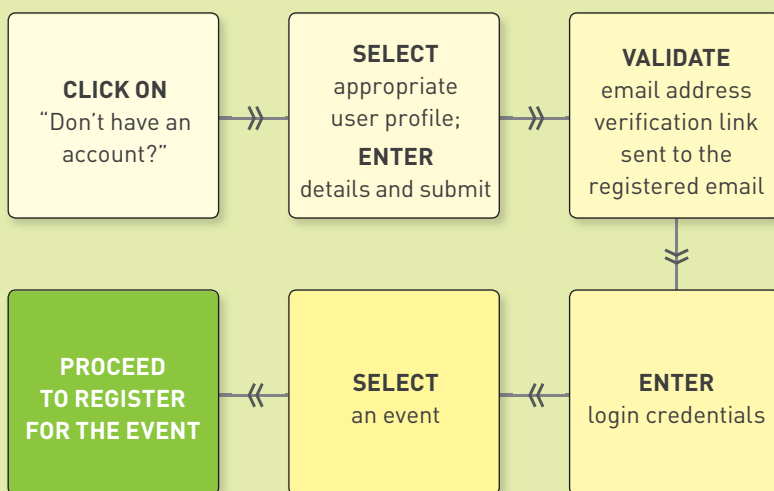 CLICK ON
“Don’t have an
account?”
SELECT
appropriate
user profile;
ENTER
details and submit
VALIDATE
email address
verification link
sent to the
registered email
ENTER
login credentials
SELECT
an event
PROCEED
TO REGISTER
FOR THE EVENT